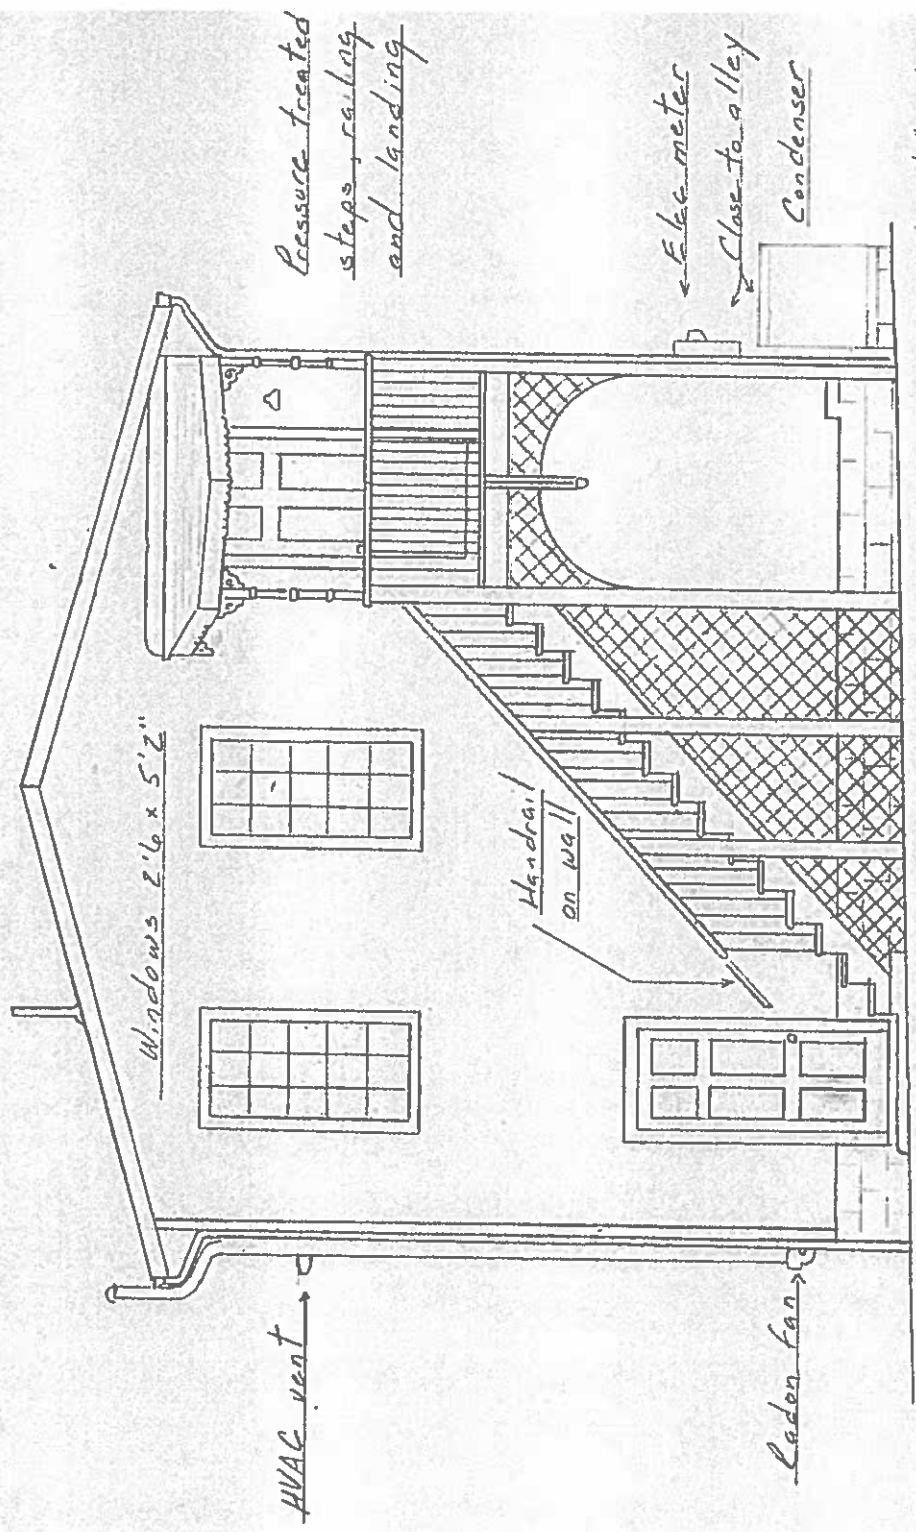 HVAC vent
Windows 2'6 x 5'2"
Pressure treated
steps, railing
and landing
Handrail
on wall
Elec meter
Close to alley
Condenser
Radon fan